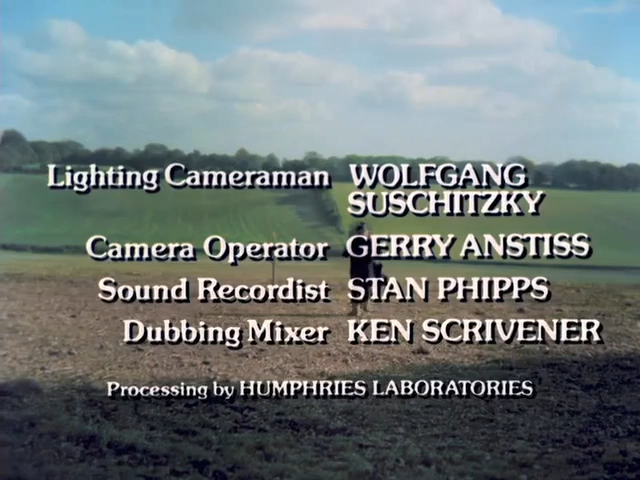 Lighting Cameraman WOLFGANG
SUSCHITZKY
Camera Operator GERRY ANSTISS
Sound Recordist STAN PHIPPS
Dubbing Mixer KEN SCRIVENER
Processing by HUMPHRIES LABORATORIES